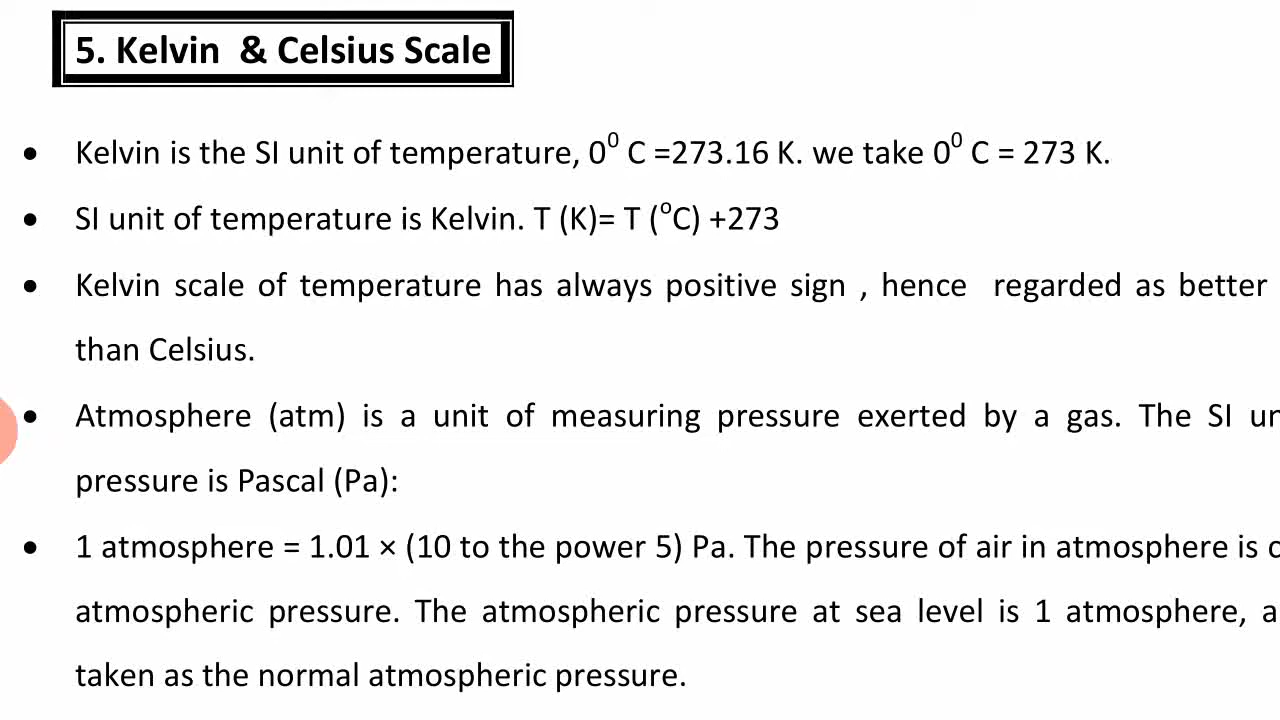 5. Kelvin & Celsius Scale
• Kelvin is the SI unit of temperature, 0⁰ C =273.16 K. we take 0⁰ C = 273 K.
• SI unit of temperature is Kelvin. T (K)= T (⁰C) +273
• Kelvin scale of temperature has always positive sign , hence regarded as better
than Celsius.
• Atmosphere (atm) is a unit of measuring pressure exerted by a gas. The SI
pressure is Pascal (Pa):
• 1 atmosphere = 1.01 × (10 to the power 5) Pa. The pressure of air in atmosphere is
atmospheric pressure. The atmospheric pressure at sea level is 1 atmosphere,
taken as the normal atmospheric pressure.